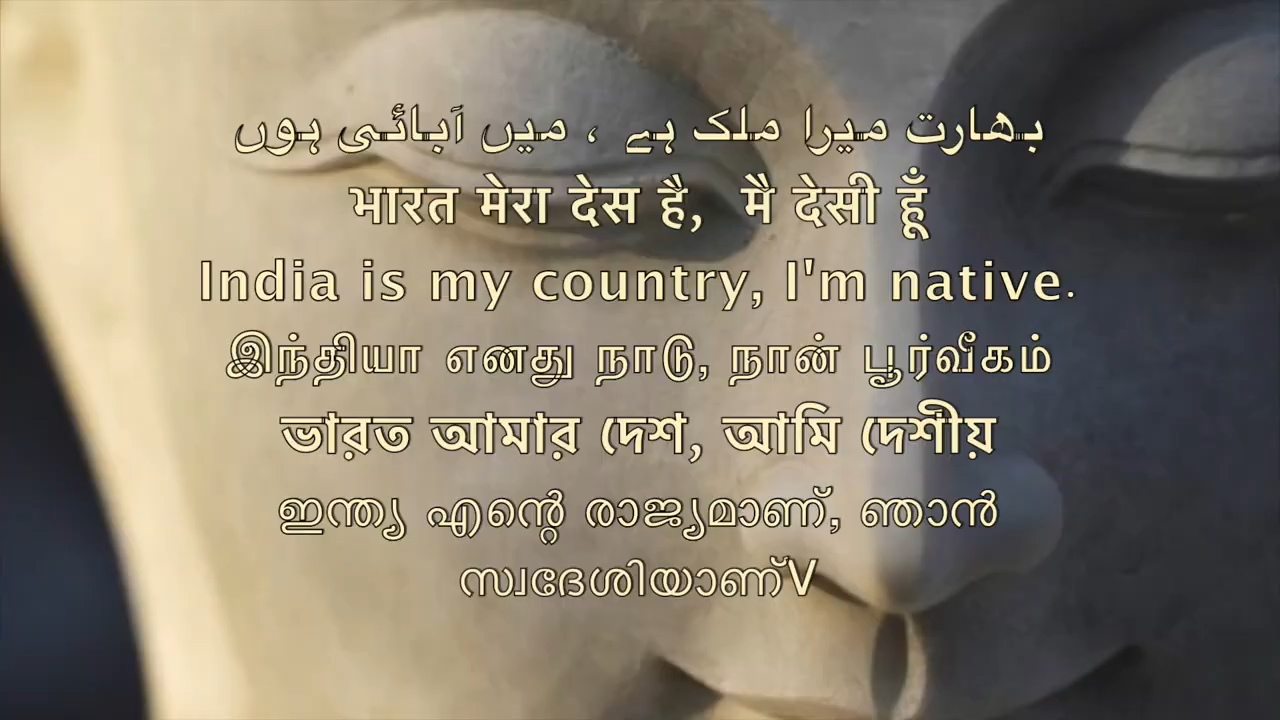 بھارت میرا ملک ہے ، میں آبائی ہوں
भारत मेरा देस है, मै देसी हूँ
India is my country, I'm native.
இந்தியா எனது நாடு, நான் பூர்வீகம்
ভারত আমার দেশ, আমি দেশীয়
ഇന്ത്യ എന്റെ രാജ്യമാണ്, ഞാൻ
സ്വദേശിയാണ്V